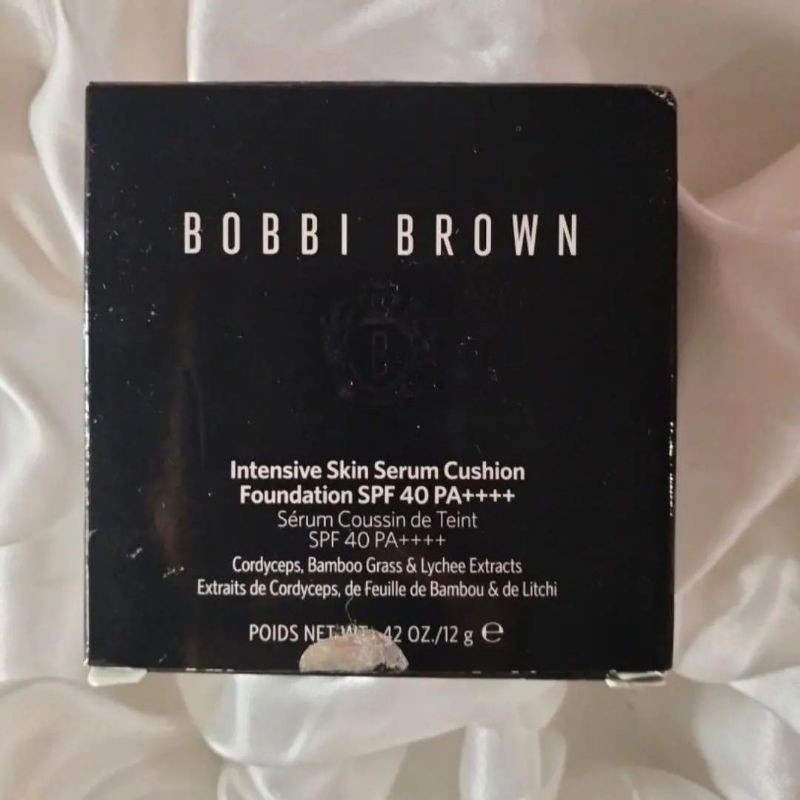 BOBBI BROWN
B
Intensive Skin Serum Cushion
Foundation SPF 40 PA++++
Sérum Coussin de Teint
SPF 40 PA++++
Cordyceps, Bamboo Grass & Lychee Extracts
Extraits de Cordyceps, de Feuille de Bambou & de Litchi
POIDS NET WT. .42 OZ./12 g ℮